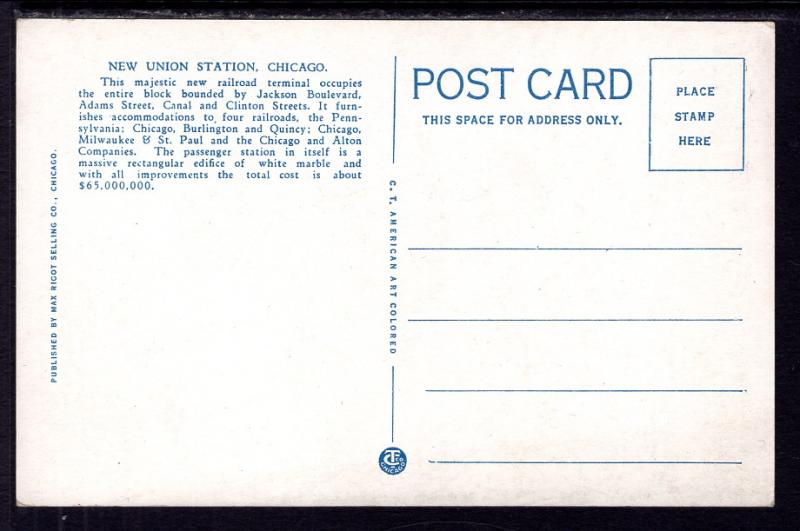 NEW UNION STATION, CHICAGO.
This majestic new railroad terminal occupies
the entire block bounded by Jackson Boulevard,
Adams Street, Canal and Clinton Streets. It furn-
ishes accommodations to four railroads, the Penn-
sylvania; Chicago, Burlington and Quincy; Chicago,
Milwaukee & St. Paul and the Chicago and Alton
Companies. The passenger station in itself is a
massive rectangular edifice of white marble and
with all improvements the total cost is about
$65,000,000.
PUBLISHED BY MAX RIGOT SELLING CO., CHICAGO.
C. T. AMERICAN ART COLORED
POST CARD
THIS SPACE FOR ADDRESS ONLY.
PLACE
STAMP
HERE
CHICAGO